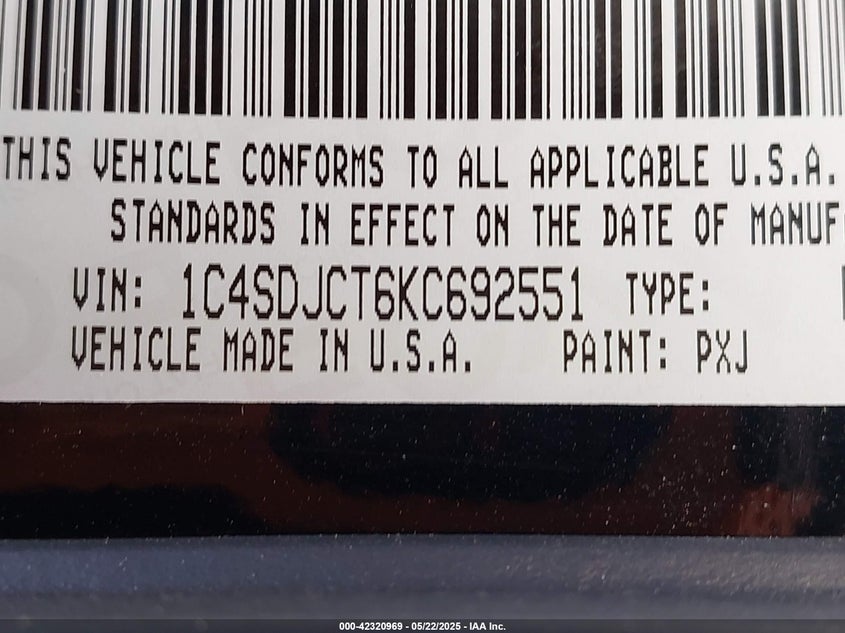 THIS VEHICLE CONFORMS TO ALL APPLICABLE U.S.A.
STANDARDS IN EFFECT ON THE DATE OF MANUF
VIN: 1C4SDJCT6KC692551 TYPE:
VEHICLE MADE IN U.S.A. PAINT: PXJ
000-42320969 - 05/22/2025 - IAA Inc.